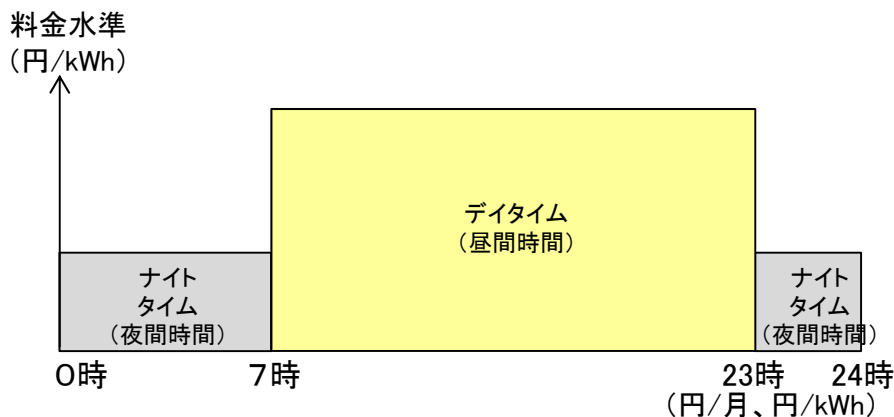 料金水準
（円/kWh）
デイタイム
（昼間時間）
ナイト
タイム
（夜間時間）
ナイト
タイム
（夜間時間）
0時
7時
23時
24時
（円/月、円/kWh）